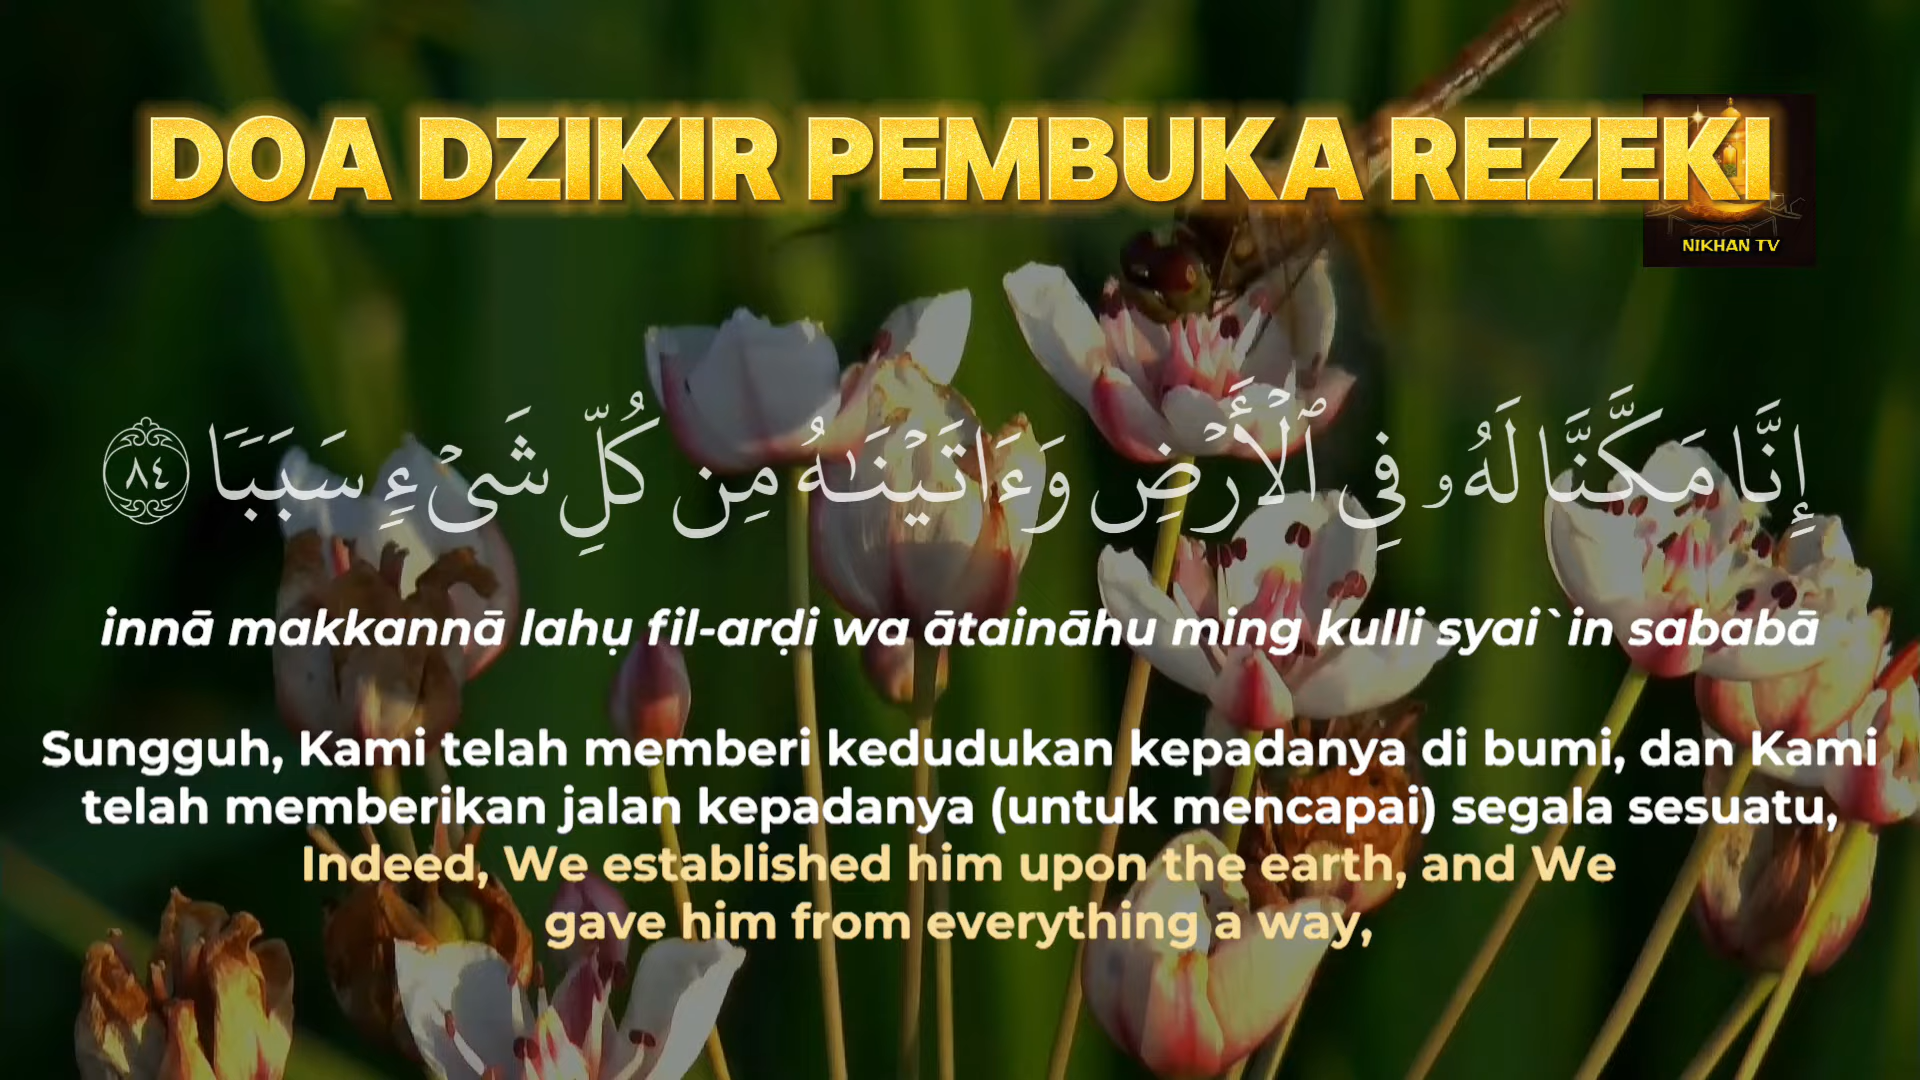 DOA DZIKIR PEMBUKA REZEKI
NIKHAN TV
إِنَّا مَكَّنَّا لَهُۥ فِى ٱلْأَرْضِ وَءَاتَيْنَـٰهُ مِن كُلِّ شَىْءٍ سَبَبًا ٨٤
innā makkannā lahụ fil-arḍi wa ātaināhu ming kulli syai`in sababā
Sungguh, Kami telah memberi kedudukan kepadanya di bumi, dan Kami
telah memberikan jalan kepadanya (untuk mencapai) segala sesuatu,
Indeed, We established him upon the earth, and We
gave him from everything a way,